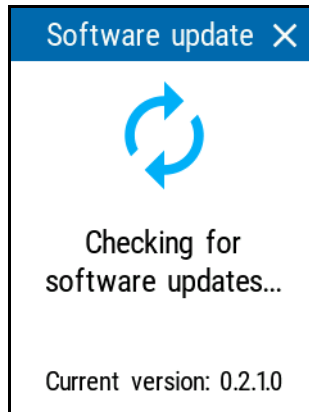 Software update
Checking for
software updates...
Current version: 0.2.1.0